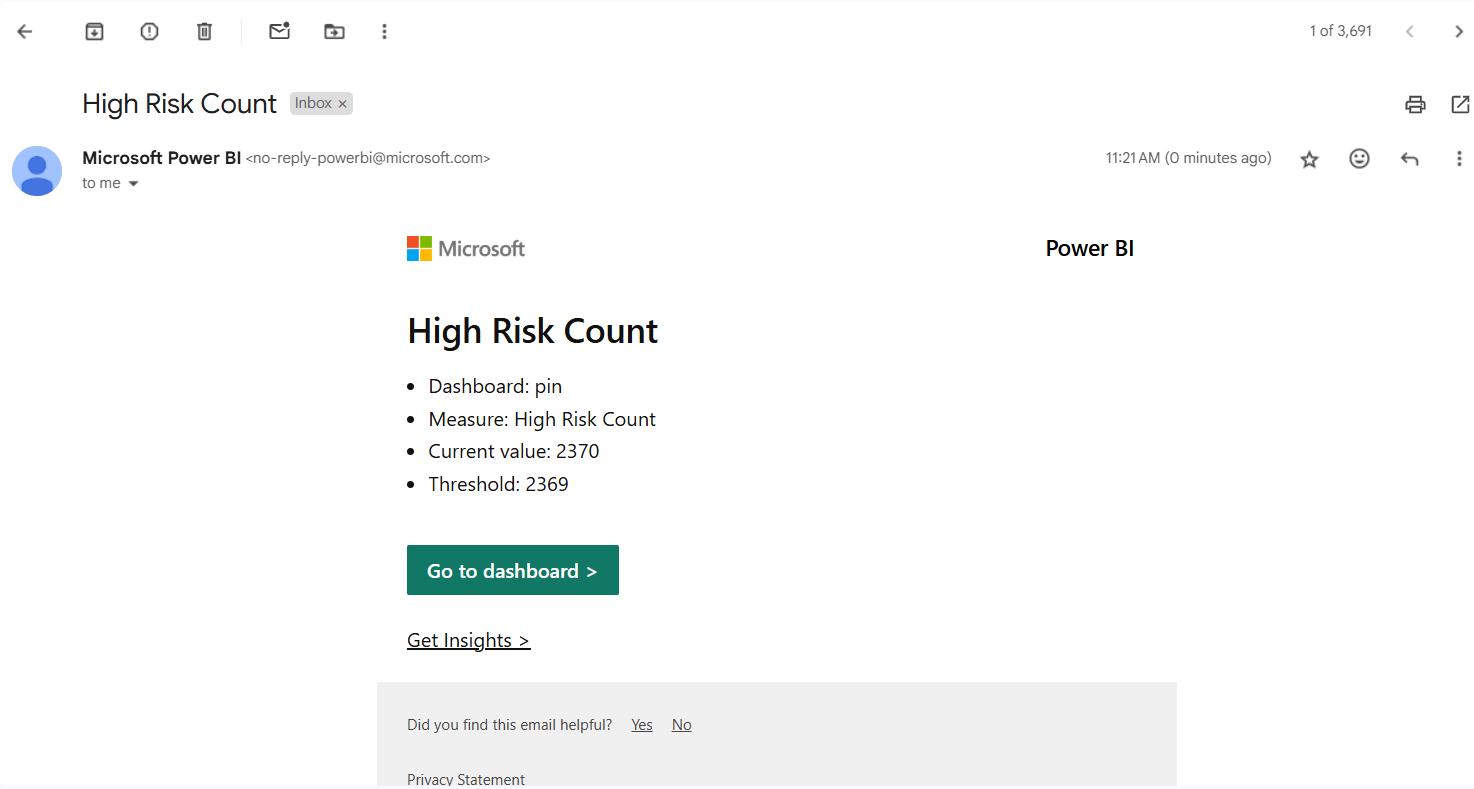 1 of 3,691
High Risk Count Inbox ×
Microsoft Power BI <no-reply-powerbi@microsoft.com> 11:21 AM (0 minutes ago)
to me
Microsoft Power BI
High Risk Count
• Dashboard: pin
• Measure: High Risk Count
• Current value: 2370
• Threshold: 2369
Go to dashboard >
Get Insights >
Did you find this email helpful? Yes No
Privacy Statement